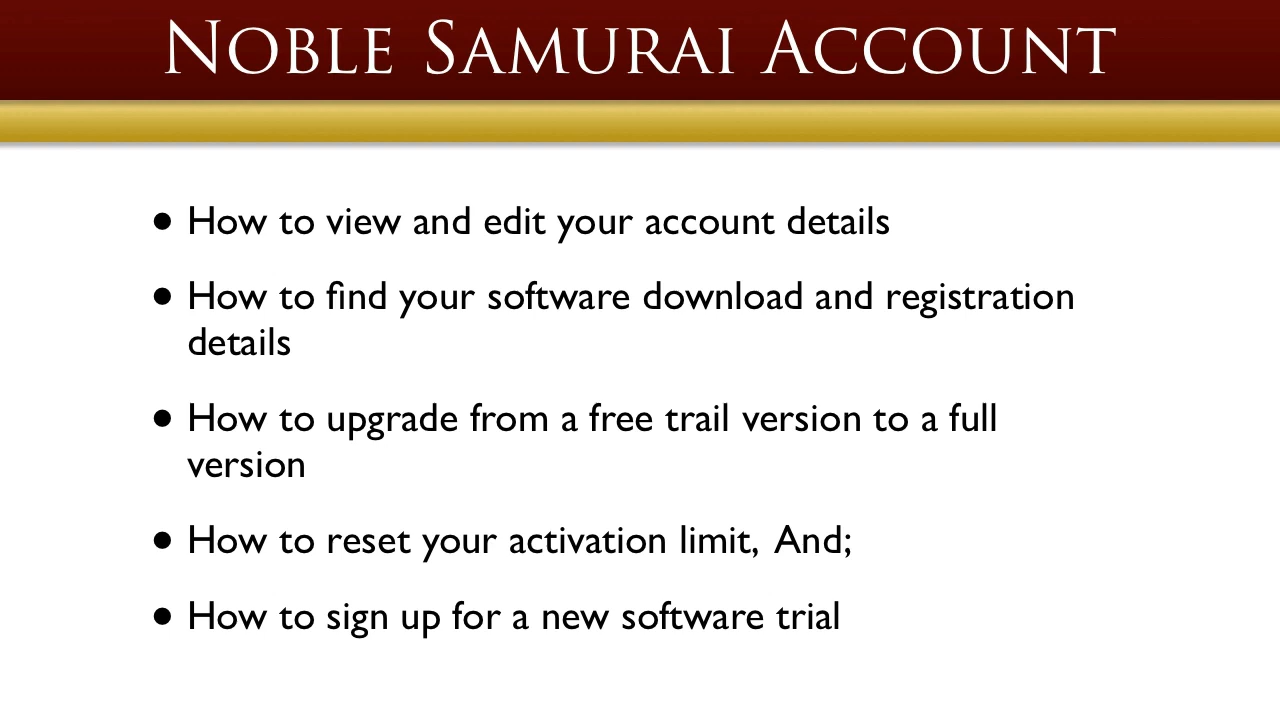 NOBLE SAMURAI ACCOUNT
• How to view and edit your account details
• How to find your software download and registration
details
• How to upgrade from a free trail version to a full
version
• How to reset your activation limit, And;
• How to sign up for a new software trial